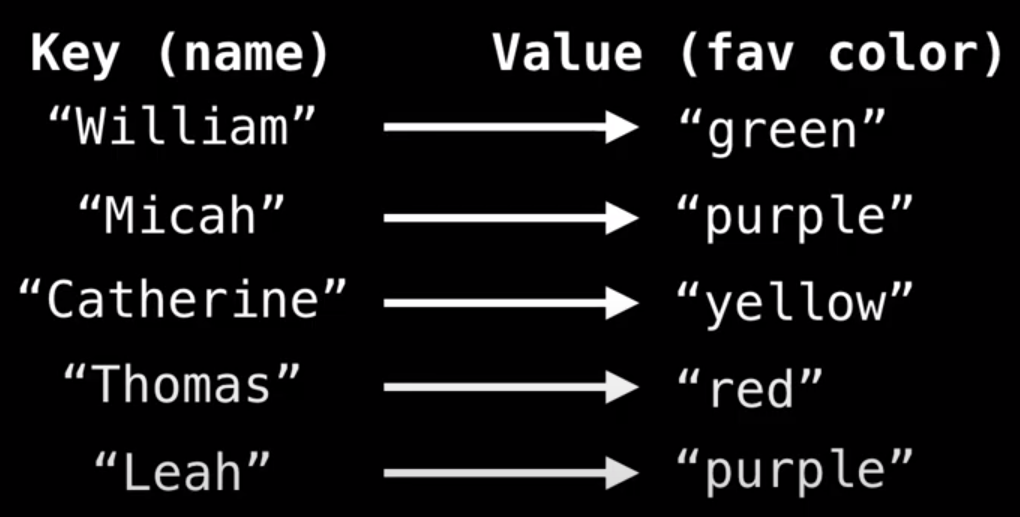 Key (name) Value (fav color)
“William” “green”
“Micah” “purple”
“Catherine” “yellow”
“Thomas” “red”
“Leah” “purple”